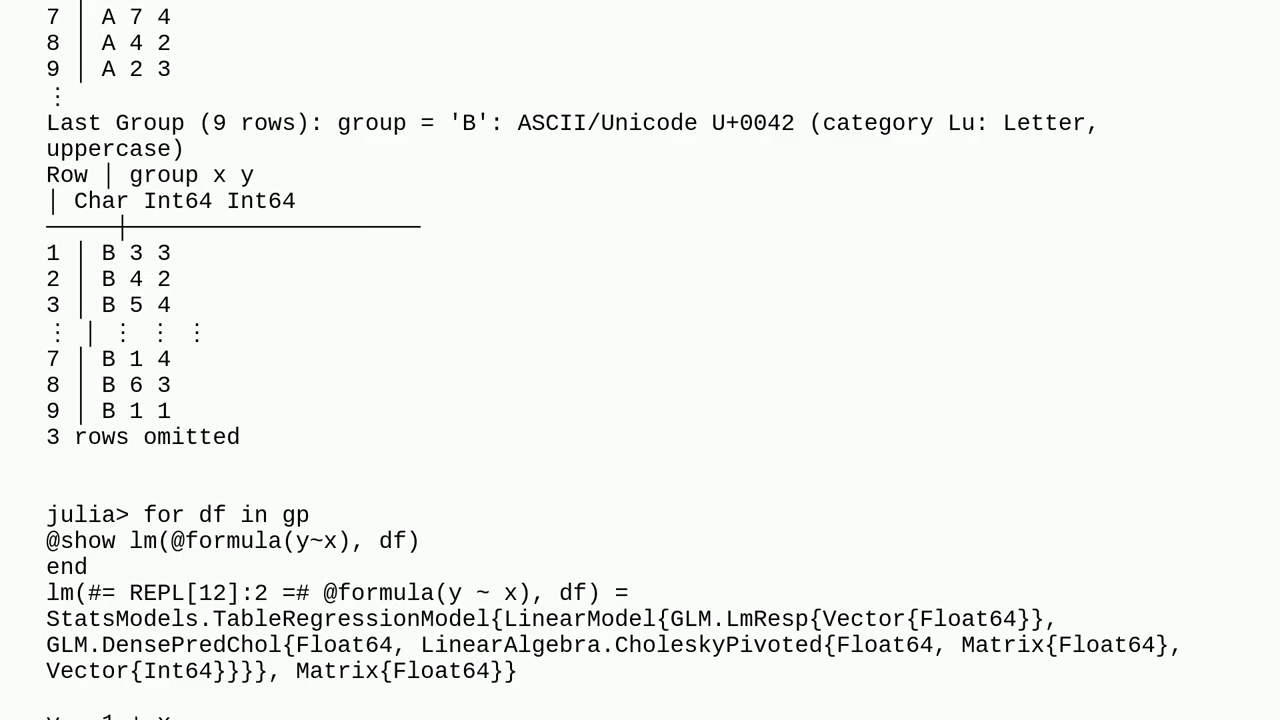 7 │ A 7 4
8 │ A 4 2
9 │ A 2 3
⋮
Last Group (9 rows): group = 'B': ASCII/Unicode U+0042 (category Lu: Letter,
uppercase)
Row │ group x y
│ Char Int64 Int64
─────┼─────────────────────
1 │ B 3 3
2 │ B 4 2
3 │ B 5 4
⋮ │ ⋮ ⋮ ⋮
7 │ B 1 4
8 │ B 6 3
9 │ B 1 1
3 rows omitted
julia> for df in gp
@show lm(@formula(y~x), df)
end
lm(#= REPL[12]:2 =# @formula(y ~ x), df) =
StatsModels.TableRegressionModel{LinearModel{GLM.LmResp{Vector{Float64}},
GLM.DensePredChol{Float64, LinearAlgebra.CholeskyPivoted{Float64, Matrix{Float64},
Vector{Int64}}}}, Matrix{Float64}}